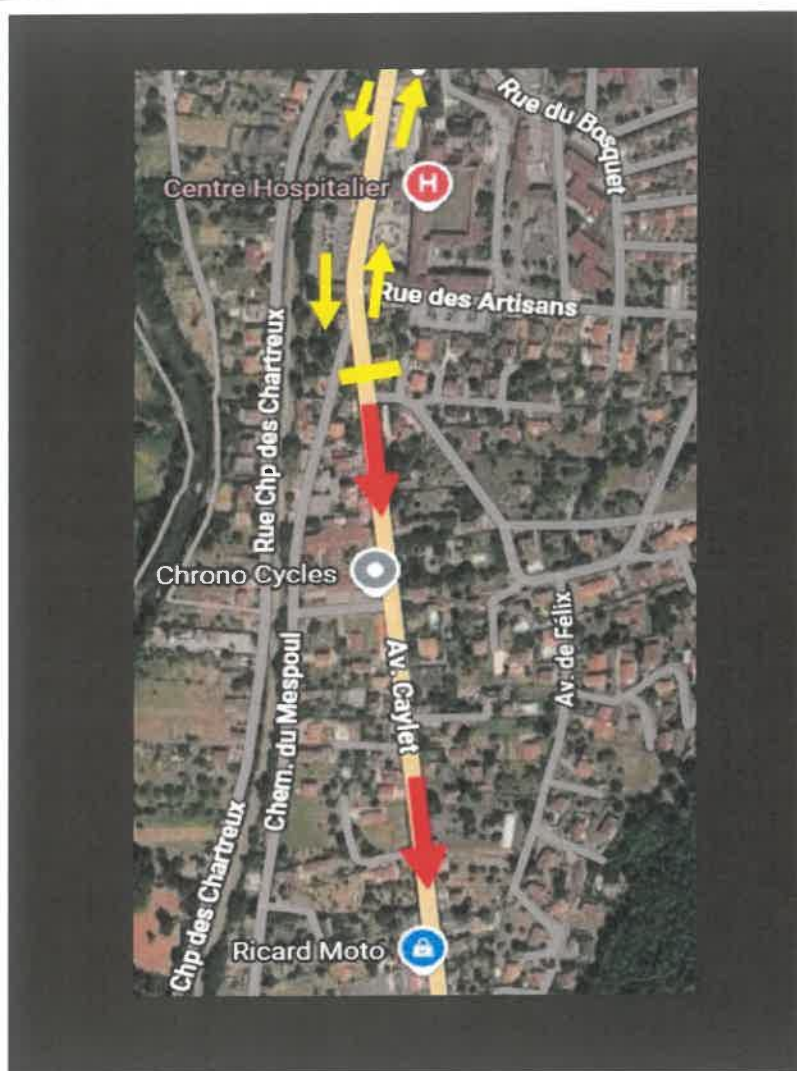 Rue du Bosquet
Centre Hospitalier
H
Rue des Artisans
Rue Chp des Chartreux
Chrono Cycles
Av. de Félix
Av. Caylet
Chem. du Mespoul
Chp des Chartreux
Ricard Moto